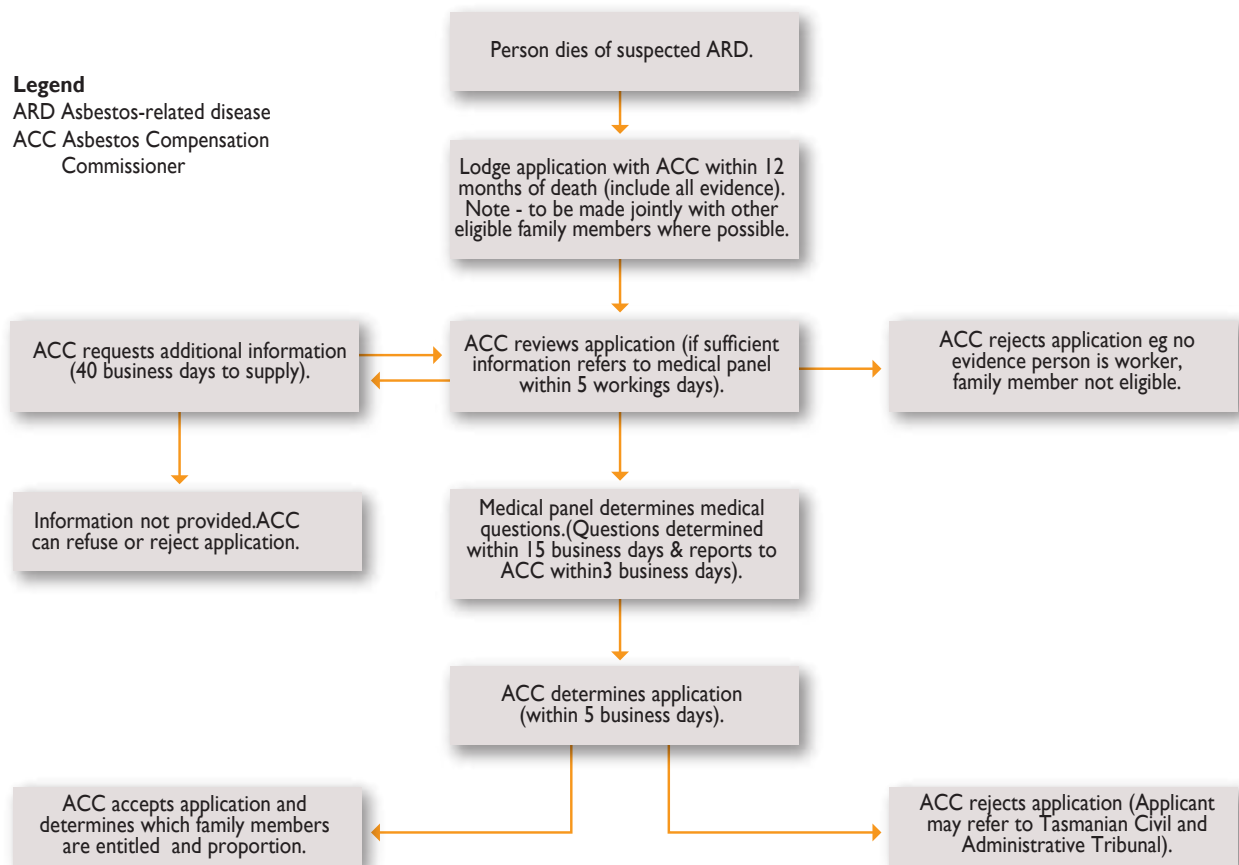 Person dies of suspected ARD.
Legend
ARD Asbestos-related disease
ACC Asbestos Compensation
Commissioner
Lodge application with ACC within 12
months of death (include all evidence).
Note - to be made jointly with other
eligible family members where possible.
ACC requests additional information
(40 business days to supply).
ACC reviews application (if sufficient
information refers to medical panel
within 5 workings days).
ACC rejects application eg no
evidence person is worker,
family member not eligible.
Information not provided.ACC
can refuse or reject application.
Medical panel determines medical
questions.(Questions determined
within 15 business days & reports to
ACC within3 business days).
ACC determines application
(within 5 business days).
ACC accepts application and
determines which family members
are entitled and proportion.
ACC rejects application (Applicant
may refer to Tasmanian Civil and
Administrative Tribunal).